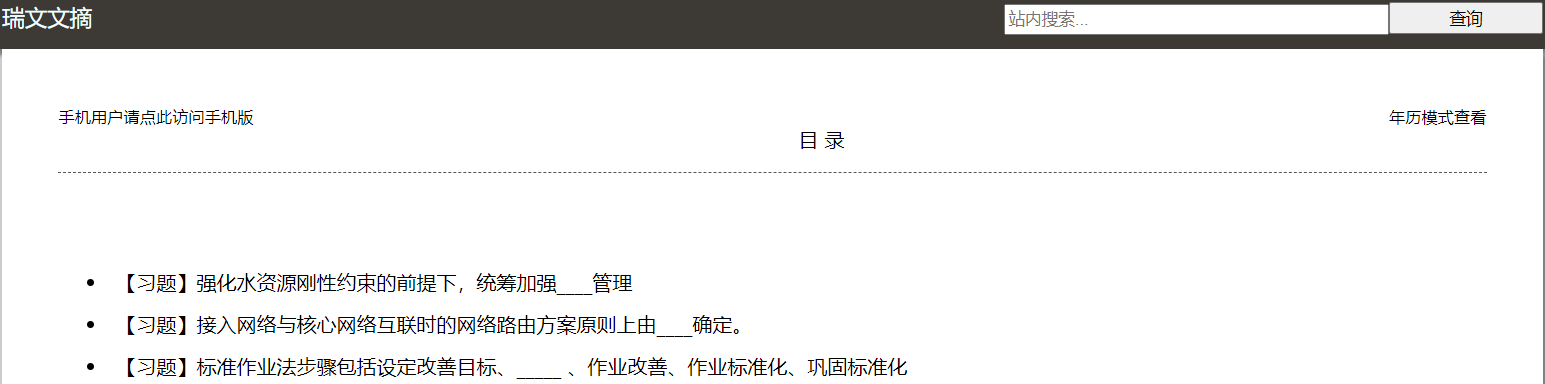 瑞文文摘
站内搜索... 查询
手机用户请点此访问手机版 年历模式查看
目 录
【习题】强化水资源刚性约束的前提下，统筹加强____管理
【习题】接入网络与核心网络互联时的网络路由方案原则上由____确定。
【习题】标准作业法步骤包括设定改善目标、_____ 、作业改善、作业标准化、巩固标准化